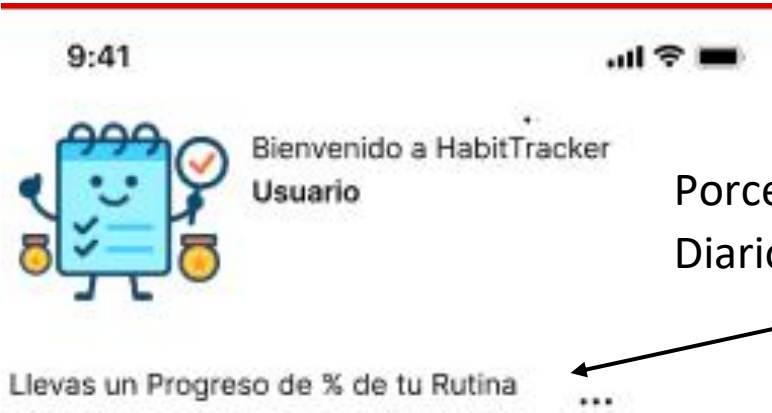 9:41
Bienvenido a HabitTracker
Usuario
Llevas un Progreso de % de tu Rutina
...